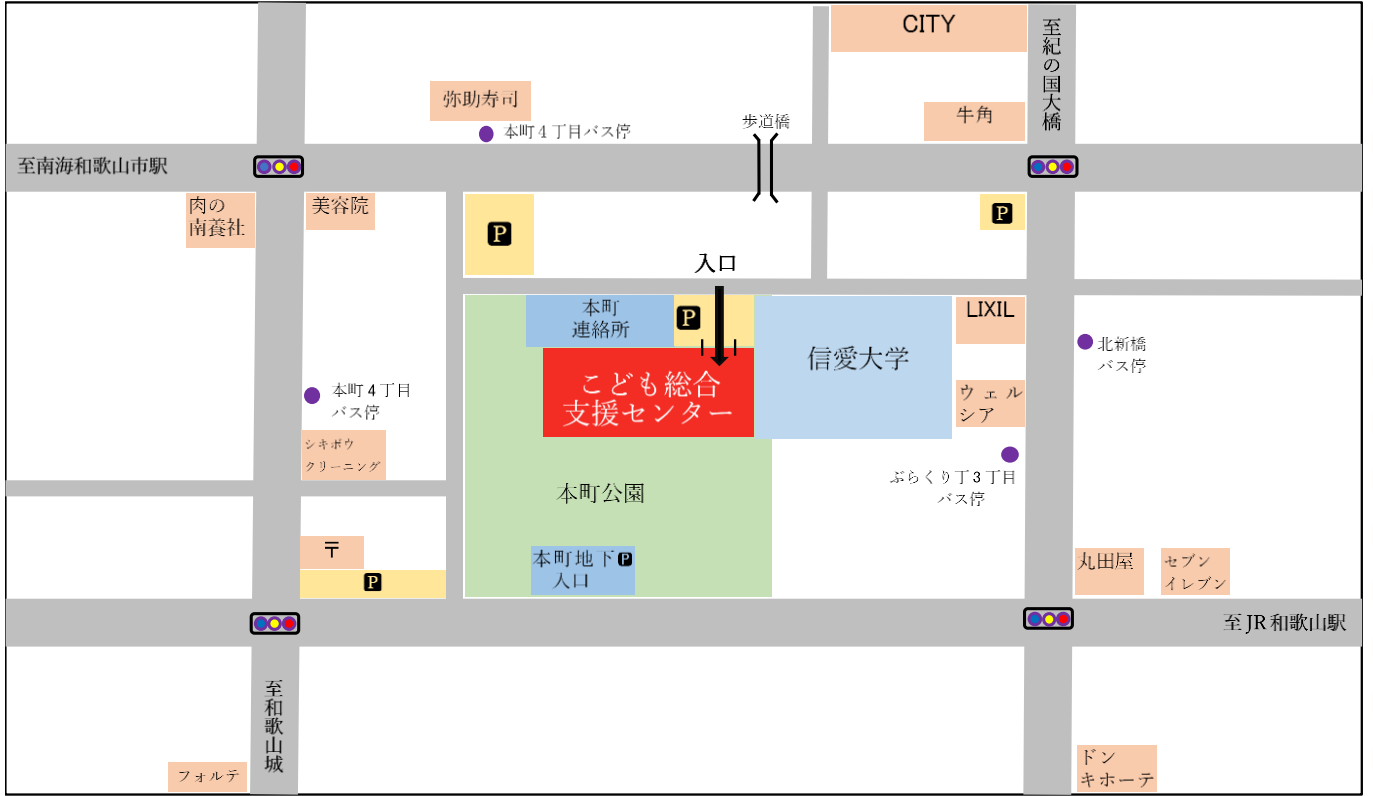 CITY
至紀の国大橋
弥助寿司
牛角
本町4丁目バス停
歩道橋
至南海和歌山市駅
肉の
南養社
美容院
P
P
入口
本町
連絡所
P
LIXIL
信愛大学
北新橋
バス停
こども総合
支援センター
本町4丁目
バス停
ウェル
シア
シキボウ
クリーニング
ぶらくり丁3丁目
バス停
本町公園
〒
P
本町地下P
入口
丸田屋
セブン
イレブン
至JR和歌山駅
至和歌山城
フォルテ
ドン
キホーテ